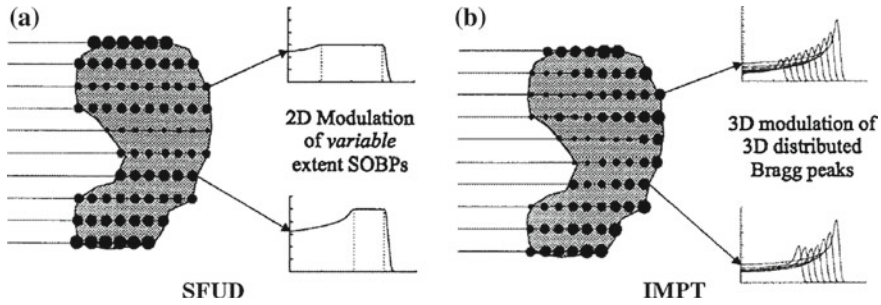 (a)
2D Modulation
of variable
extent SOBPs
SFUD
(b)
3D modulation of
3D distributed
Bragg peaks
IMPT